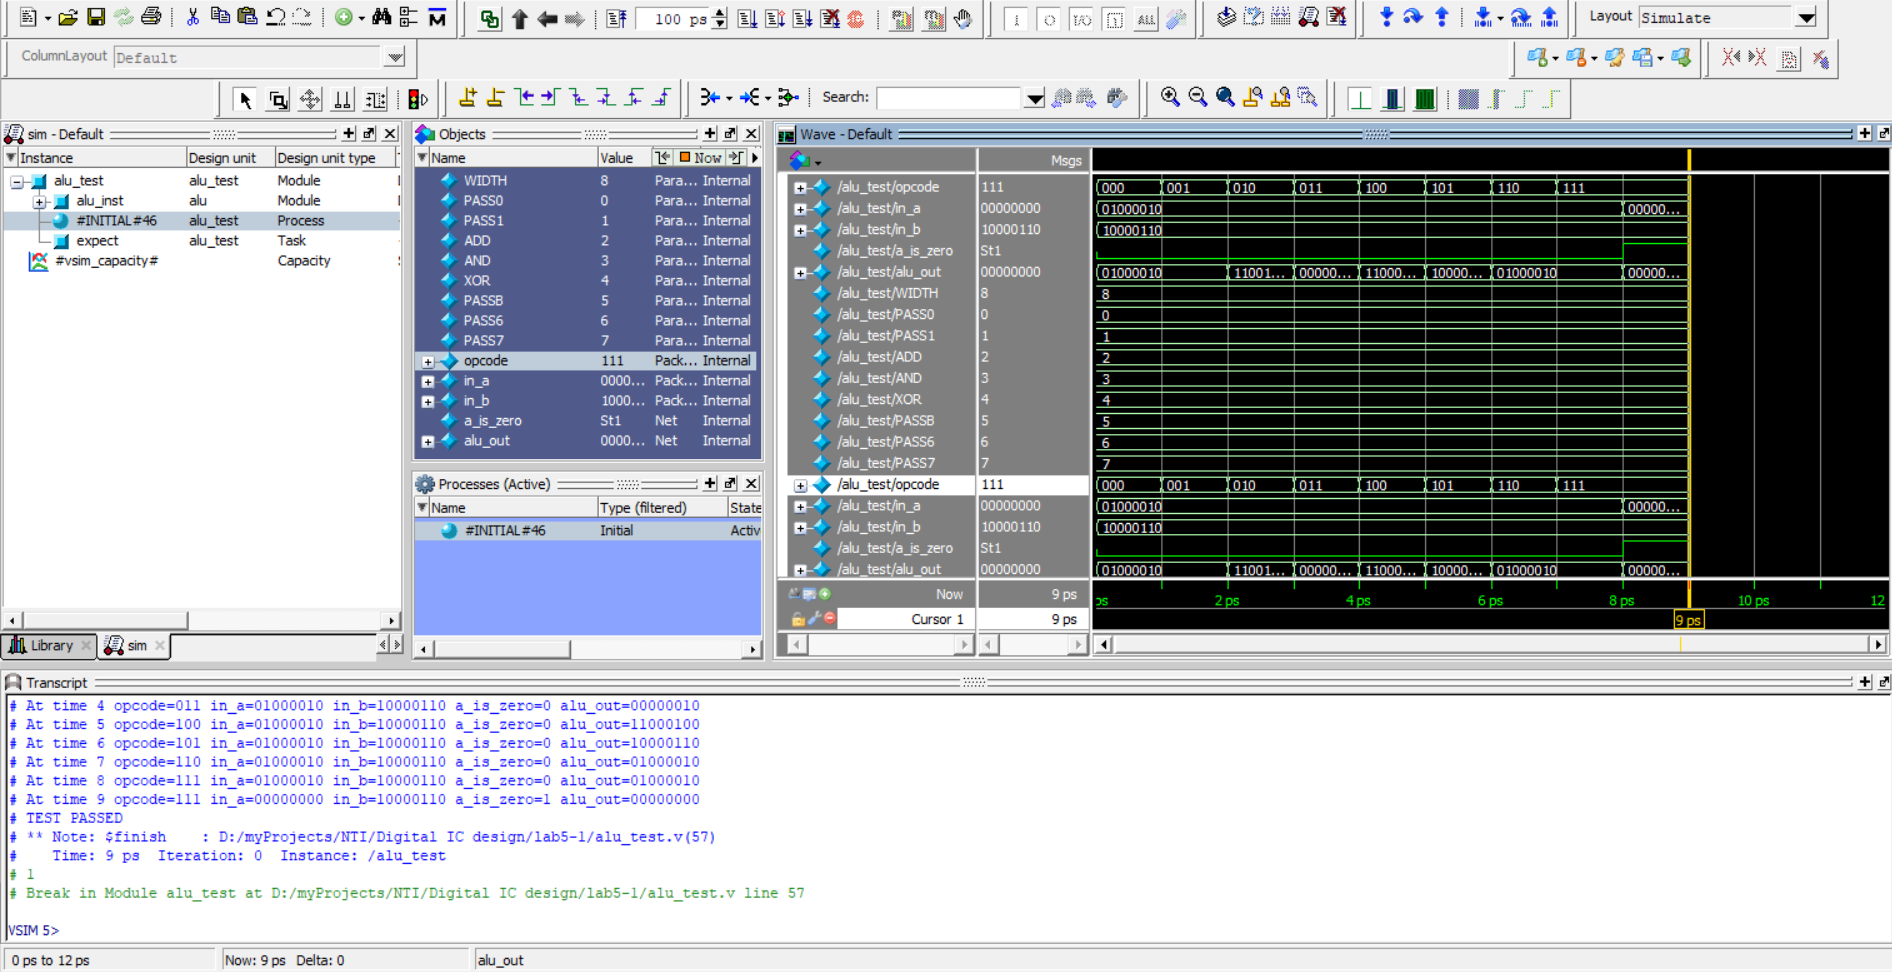 100 ps
Layout Simulate
ColumnLayout Default
Search:
sim - Default
Instance Design unit Design unit type
alu_test alu_test Module
alu_inst alu Module
#INITIAL#46 alu_test Process
expect alu_test Task
#vsim_capacity# Capacity
Library sim
Objects
Name Value Now
WIDTH 8 Para... Internal
PASS0 0 Para... Internal
PASS1 1 Para... Internal
ADD 2 Para... Internal
AND 3 Para... Internal
XOR 4 Para... Internal
PASSB 5 Para... Internal
PASS6 6 Para... Internal
PASS7 7 Para... Internal
opcode 111 Pack... Internal
in_a 0000... Pack... Internal
in_b 1000... Pack... Internal
a_is_zero St1 Net Internal
alu_out 0000... Net Internal
Processes (Active)
Name Type (filtered) State
#INITIAL#46 Initial Activ
Wave - Default
Msgs
/alu_test/opcode 111 000 001 010 011 100 101 110 111
/alu_test/in_a 00000000 01000010 00000...
/alu_test/in_b 10000110 10000110
/alu_test/a_is_zero St1
/alu_test/alu_out 00000000 01000010 11001... 00000... 11000... 10000... 01000010 00000...
/alu_test/WIDTH 8 8
/alu_test/PASS0 0 0
/alu_test/PASS1 1 1
/alu_test/ADD 2 2
/alu_test/AND 3 3
/alu_test/XOR 4 4
/alu_test/PASSB 5 5
/alu_test/PASS6 6 6
/alu_test/PASS7 7 7
/alu_test/opcode 111 000 001 010 011 100 101 110 111
/alu_test/in_a 00000000 01000010 00000...
/alu_test/in_b 10000110 10000110
/alu_test/a_is_zero St1
/alu_test/alu_out 00000000 01000010 11001... 00000... 11000... 10000... 01000010 00000...
Now 9 ps ps 2 ps 4 ps 6 ps 8 ps 10 ps 12
Cursor 1 9 ps 9 ps
Transcript
# At time 4 opcode=011 in_a=01000010 in_b=10000110 a_is_zero=0 alu_out=00000010
# At time 5 opcode=100 in_a=01000010 in_b=10000110 a_is_zero=0 alu_out=11000100
# At time 6 opcode=101 in_a=01000010 in_b=10000110 a_is_zero=0 alu_out=10000110
# At time 7 opcode=110 in_a=01000010 in_b=10000110 a_is_zero=0 alu_out=01000010
# At time 8 opcode=111 in_a=01000010 in_b=10000110 a_is_zero=0 alu_out=01000010
# At time 9 opcode=111 in_a=00000000 in_b=10000110 a_is_zero=1 alu_out=00000000
# TEST PASSED
# ** Note: $finish : D:/myProjects/NTI/Digital IC design/lab5-1/alu_test.v(57)
# Time: 9 ps Iteration: 0 Instance: /alu_test
# 1
# Break in Module alu_test at D:/myProjects/NTI/Digital IC design/lab5-1/alu_test.v line 57
VSIM 5>
0 ps to 12 ps Now: 9 ps Delta: 0 alu_out